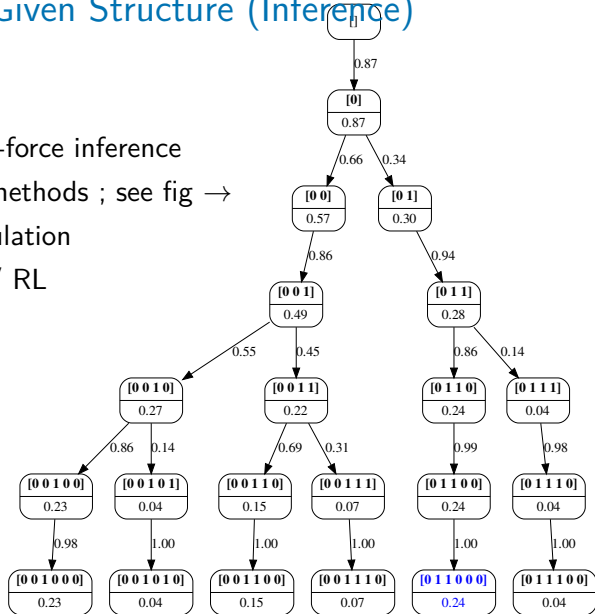 Given Structure (Inference)
[]
0.87
[0]
0.87
-force inference
0.66 0.34
methods ; see fig →
[0 0] [0 1]
0.57 0.30
ulation
0.86 0.94
RL
[0 0 1] [0 1 1]
0.49 0.28
0.55 0.45 0.86 0.14
[0 0 1 0] [0 0 1 1] [0 1 1 0] [0 1 1 1]
0.27 0.22 0.24 0.04
0.86 0.14 0.69 0.31 0.99 0.98
[0 0 1 0 0] [0 0 1 0 1] [0 0 1 1 0] [0 0 1 1 1] [0 1 1 0 0] [0 1 1 1 0]
0.23 0.04 0.15 0.07 0.24 0.04
0.98 1.00 1.00 1.00 1.00 1.00
[0 0 1 0 0 0] [0 0 1 0 1 0] [0 0 1 1 0 0] [0 0 1 1 1 0] [0 1 1 0 0 0] [0 1 1 1 0 0]
0.23 0.04 0.15 0.07 0.24 0.04